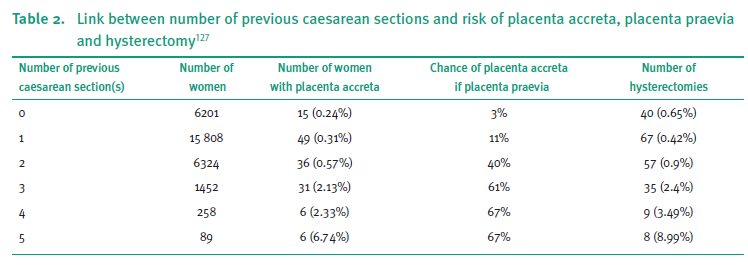 Table 2. Link between number of previous caesarean sections and risk of placenta accreta, placenta praevia
and hysterectomy127
Number of previous Number of Number of women Chance of placenta accreta Number of
caesarean section(s) women with placenta accreta if placenta praevia hysterectomies
0 6201 15 (0.24%) 3% 40 (0.65%)
1 15 808 49 (0.31%) 11% 67 (0.42%)
2 6324 36 (0.57%) 40% 57 (0.9%)
3 1452 31 (2.13%) 61% 35 (2.4%)
4 258 6 (2.33%) 67% 9 (3.49%)
5 89 6 (6.74%) 67% 8 (8.99%)